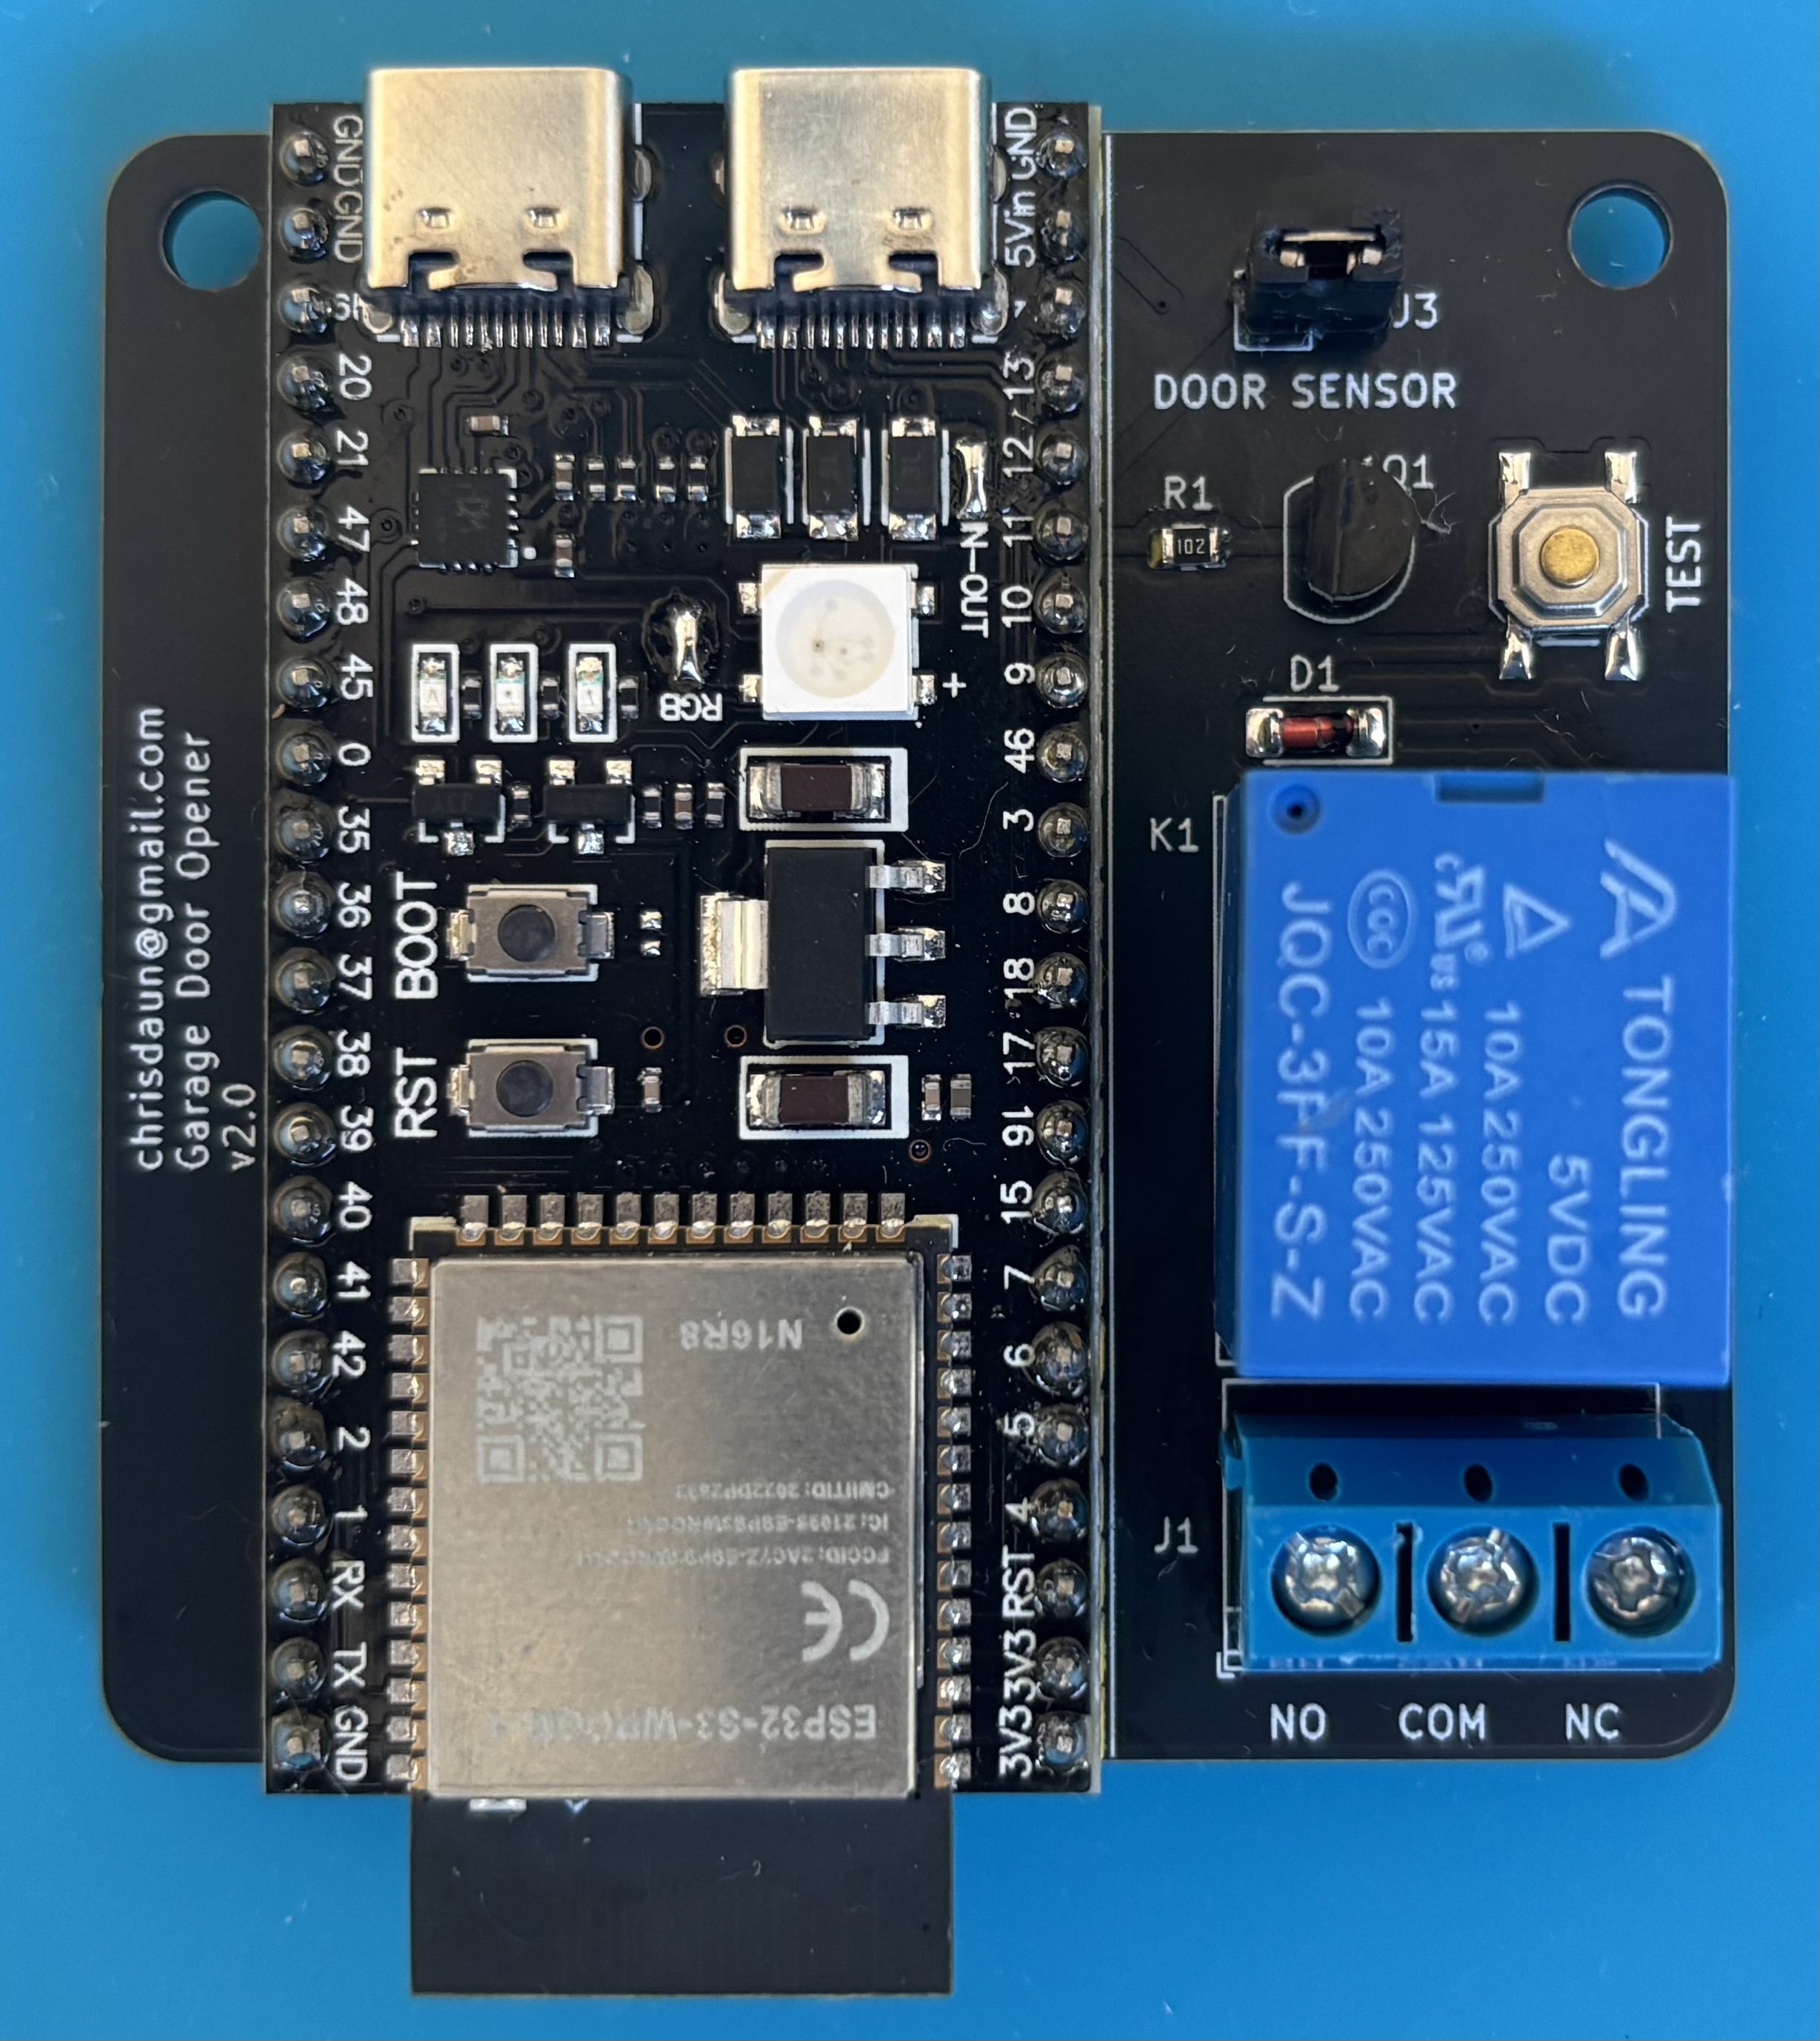 GND
GND
20
21
47
48
45
0
35
36
37
38
39
40
41
42
2
1
RX
TX
GND
GND
5Vin
13
12
11
10
9
46
3
8
18
17
16
15
7
6
5
4
RST
3V3
3V3
IN-OUT
RGB
+
BOOT
RST
N16R8
CE
ESP32-S3-WROOM-1
chrisdaun@gmail.com
Garage Door Opener
v2.0
J3
DOOR SENSOR
R1
102
Q1
TEST
D1
K1
TONGLING
5VDC
10A 250VAC
15A 125VAC
10A 250VAC
JQC-3FF-S-Z
J1
NO COM NC